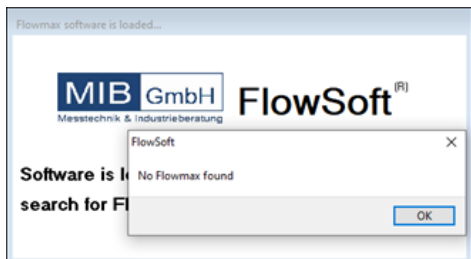 Flowmax software is loaded...
MIB GmbH
Messtechnik & Industrieberatung
FlowSoft (R)
FlowSoft
No Flowmax found
Software is l
search for Fl
OK